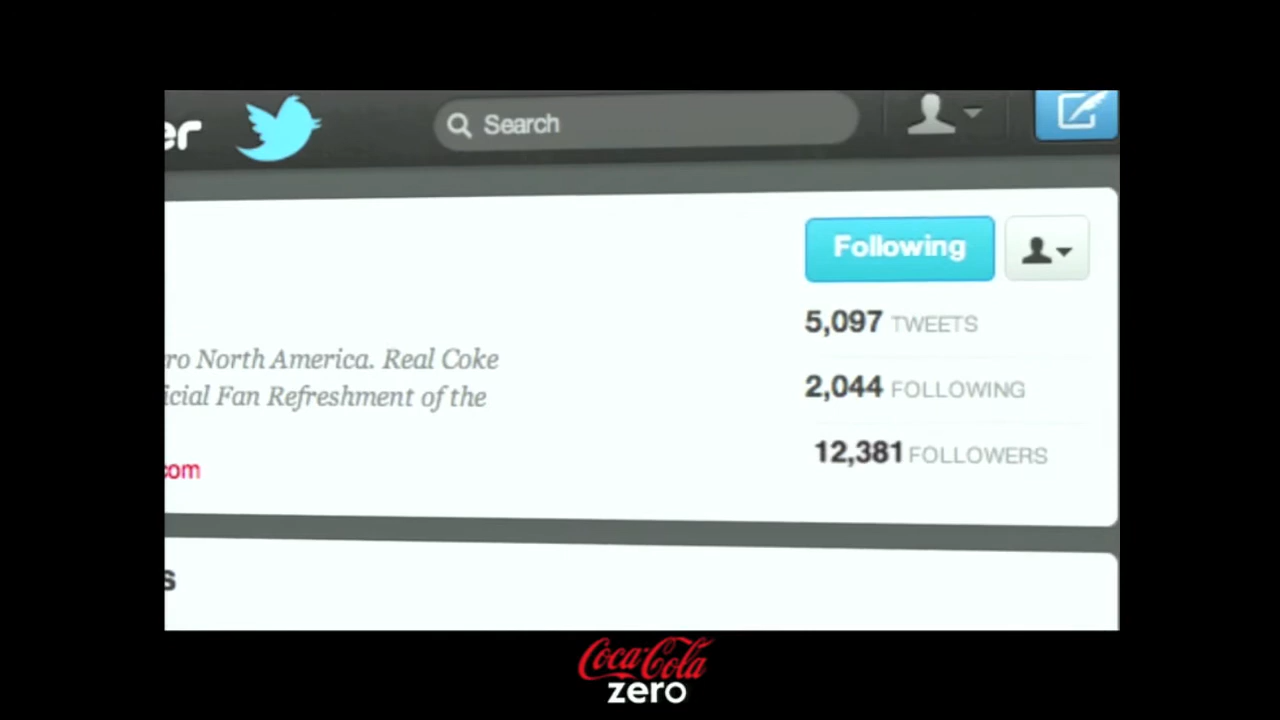 er
Search
Following
5,097 TWEETS
ro North America. Real Coke
2,044 FOLLOWING
icial Fan Refreshment of the
12,381 FOLLOWERS
com
s
Coca-Cola
zero